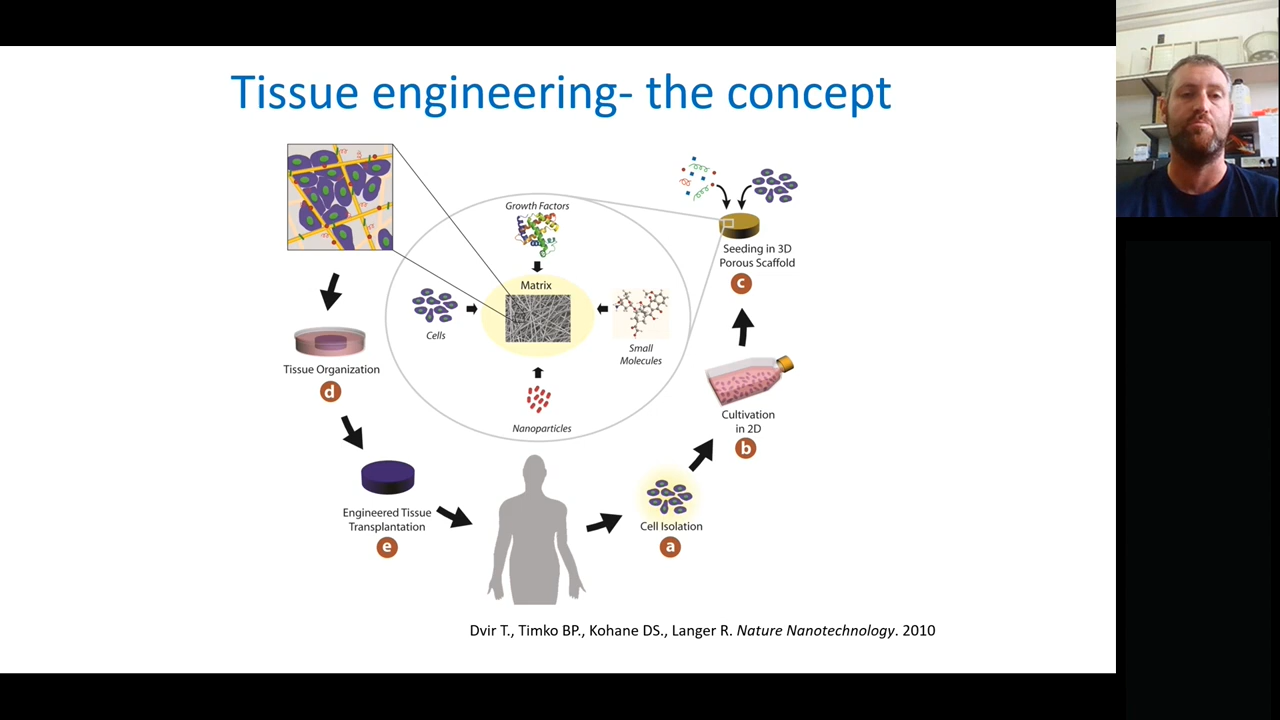 Tissue engineering- the concept
Growth Factors
Matrix
Cells
Small
Molecules
Nanoparticles
Seeding in 3D
Porous Scaffold
c
Tissue Organization
d
Cultivation
in 2D
b
Engineered Tissue
Transplantation
e
Cell Isolation
a
Dvir T., Timko BP., Kohane DS., Langer R. Nature Nanotechnology. 2010